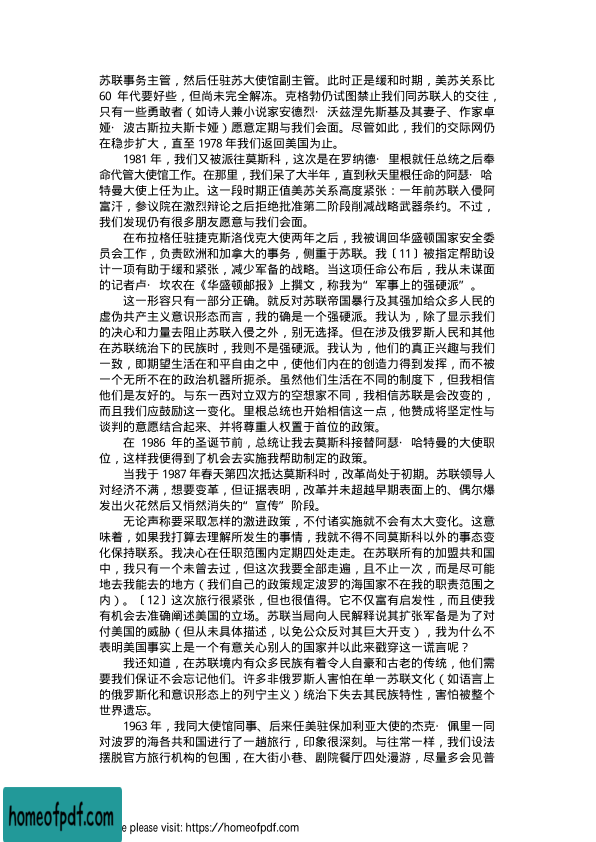 苏联事务主管，然后任驻苏大使馆副主管。此时正是缓和时期，美苏关系比
60 年代要好些，但尚未完全解冻。克格勃仍试图禁止我们同苏联人的交往，
只有一些勇敢者（如诗人兼小说家安德烈·沃兹涅先斯基及其妻子、作家卓
娅·波古斯拉夫斯卡娅）愿意定期与我们会面。尽管如此，我们的交际网仍
在稳步扩大，直至 1978 年我们返回美国为止。
1981 年，我们又被派往莫斯科，这次是在罗纳德·里根就任总统之后奉
命代管大使馆工作。在那里，我们呆了大半年，直到秋天里根任命的阿瑟·哈
特曼大使上任为止。这一段时期正值美苏关系高度紧张：一年前苏联入侵阿
富汗，参议院在激烈辩论之后拒绝批准第二阶段削减战略武器条约。不过，
我们发现仍有很多朋友愿意与我们会面。
在布拉格任驻捷克斯洛伐克大使两年之后，我被调回华盛顿国家安全委
员会工作，负责欧洲和加拿大的事务，侧重于苏联。我〔11〕被指定帮助设
计一项有助于缓和紧张，减少军备的战略。当这项任命公布后，我从未谋面
的记者卢·坎农在《华盛顿邮报》上撰文，称我为“军事上的强硬派”。
这一形容只有一部分正确。就反对苏联帝国暴行及其强加给众多人民的
虚伪共产主义意识形态而言，我的确是一个强硬派。我认为，除了显示我们
的决心和力量去阻止苏联入侵之外，别无选择。但在涉及俄罗斯人民和其他
在苏联统治下的民族时，我则不是强硬派。我认为，他们的真正兴趣与我们
一致，即期望生活在和平自由之中，使他们内在的创造力得到发挥，而不被
一个无所不在的政治机器所扼杀。虽然他们生活在不同的制度下，但我相信
他们是友好的。与东一西对立双方的空想家不同，我相信苏联是会改变的，
而且我们应鼓励这一变化。里根总统也开始相信这一点，他赞成将坚定性与
谈判的意愿结合起来、并将尊重人权置于首位的政策。
在 1986 年的圣诞节前，总统让我去莫斯科接替阿瑟·哈特曼的大使职
位，这样我便得到了机会去实施我帮助制定的政策。
当我于 1987 年春天第四次抵达莫斯科时，改革尚处于初期。苏联领导人
对经济不满，想要变革，但证据表明，改革并未超越早期表面上的、偶尔爆
发出火花然后又悄然消失的“宣传”阶段。
无论声称要采取怎样的激进政策，不付诸实施就不会有太大变化。这意
味着，如果我打算去理解所发生的事情，我就不得不同莫斯科以外的事态变
化保持联系。我决心在任职范围内定期四处走走。在苏联所有的加盟共和国
中，我只有一个未曾去过，但这次我要全部走遍，且不止一次，而是尽可能
地去我能去的地方（我们自己的政策规定波罗的海国家不在我的职责范围之
内）。〔12〕这次旅行很紧张，但也很值得。它不仅富有启发性，而且使我
有机会去准确阐述美国的立场。苏联当局向人民解释说其扩张军备是为了对
付美国的威胁（但从未具体描述，以免公众反对其巨大开支），我为什么不
表明美国事实上是一个有意关心别人的国家并以此来戳穿这一谎言呢？
我还知道，在苏联境内有众多民族有着令人自豪和古老的传统，他们需
要我们保证不会忘记他们。许多非俄罗斯人害怕在单一苏联文化（如语言上
的俄罗斯化和意识形态上的列宁主义）统治下失去其民族特性，害怕被整个
世界遗忘。
1963 年，我同大使馆同事、后来任美驻保加利亚大使的杰克·佩里一同
对波罗的海各共和国进行了一趟旅行，印象很深刻。与往常一样，我们设法
摆脱官方旅行机构的包围，在大街小巷、剧院餐厅四处漫游，尽量多会见普
homeofpdf.com
e please visit: https://homeofpdf.com